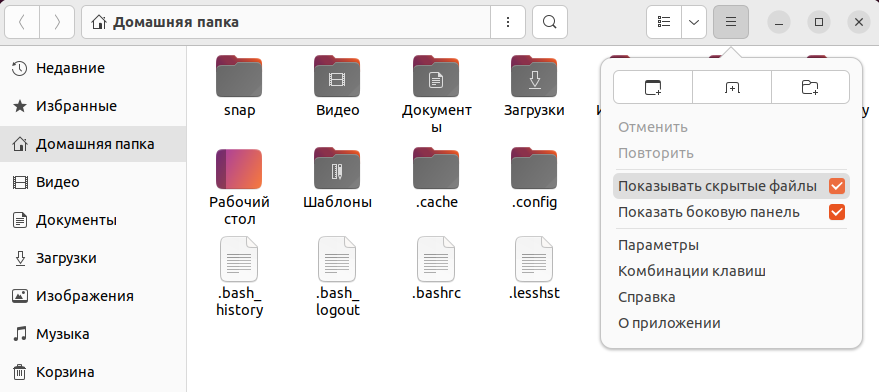 Домашняя папка
Недавние
Избранные
Домашняя папка
Видео
Документы
Загрузки
Изображения
Музыка
Корзина
snap
Видео
Документ
ы
Загрузки
Рабочий
стол
Шаблоны
.cache
.config
.bash_
history
.bash_
logout
.bashrc
.lesshst
Отменить
Повторить
Показывать скрытые файлы
Показать боковую панель
Параметры
Комбинации клавиш
Справка
О приложении